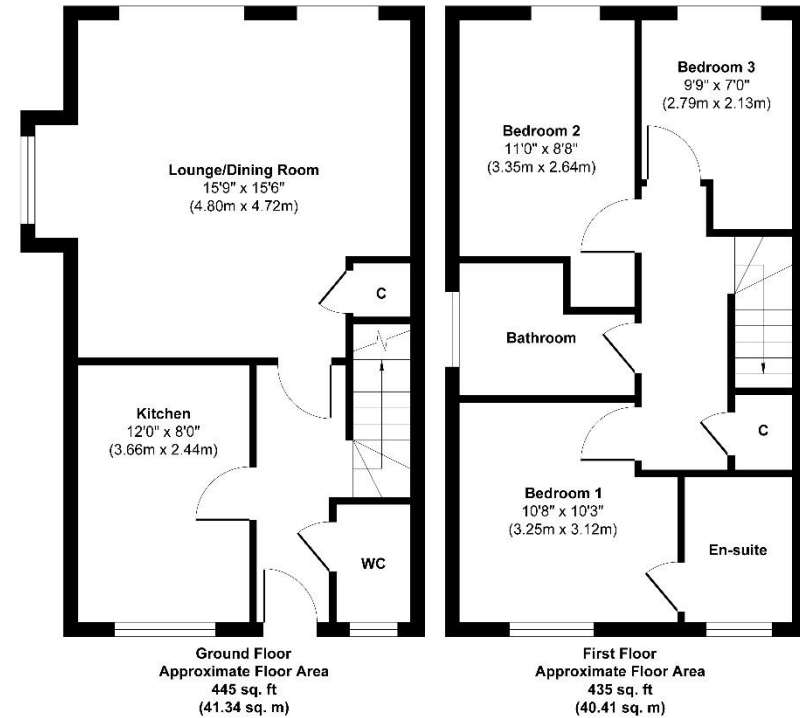 Lounge/Dining Room
15'9" x 15'6"
(4.80m x 4.72m)
C
Kitchen
12'0" x 8'0"
(3.66m x 2.44m)
WC
Ground Floor
Approximate Floor Area
445 sq. ft
(41.34 sq. m)
Bedroom 2
11'0" x 8'8"
(3.35m x 2.64m)
Bedroom 3
9'9" x 7'0"
(2.79m x 2.13m)
Bathroom
C
Bedroom 1
10'8" x 10'3"
(3.25m x 3.12m)
En-suite
First Floor
Approximate Floor Area
435 sq. ft
(40.41 sq. m)